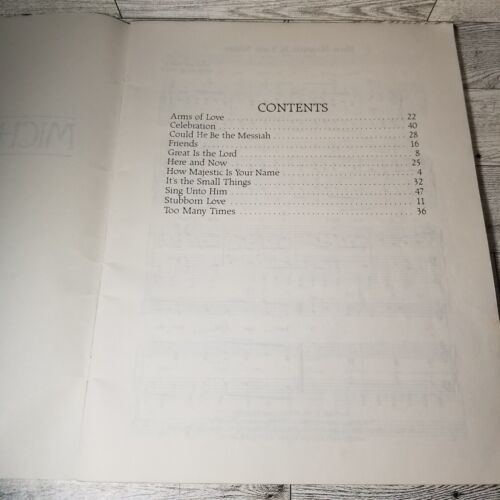 MICH
CONTENTS
Arms of Love 22
Celebration 40
Could He Be the Messiah 28
Friends 16
Great Is the Lord 8
Here and Now 25
How Majestic Is Your Name 4
It's the Small Things 32
Sing Unto Him 47
Stubborn Love 11
Too Many Times 36